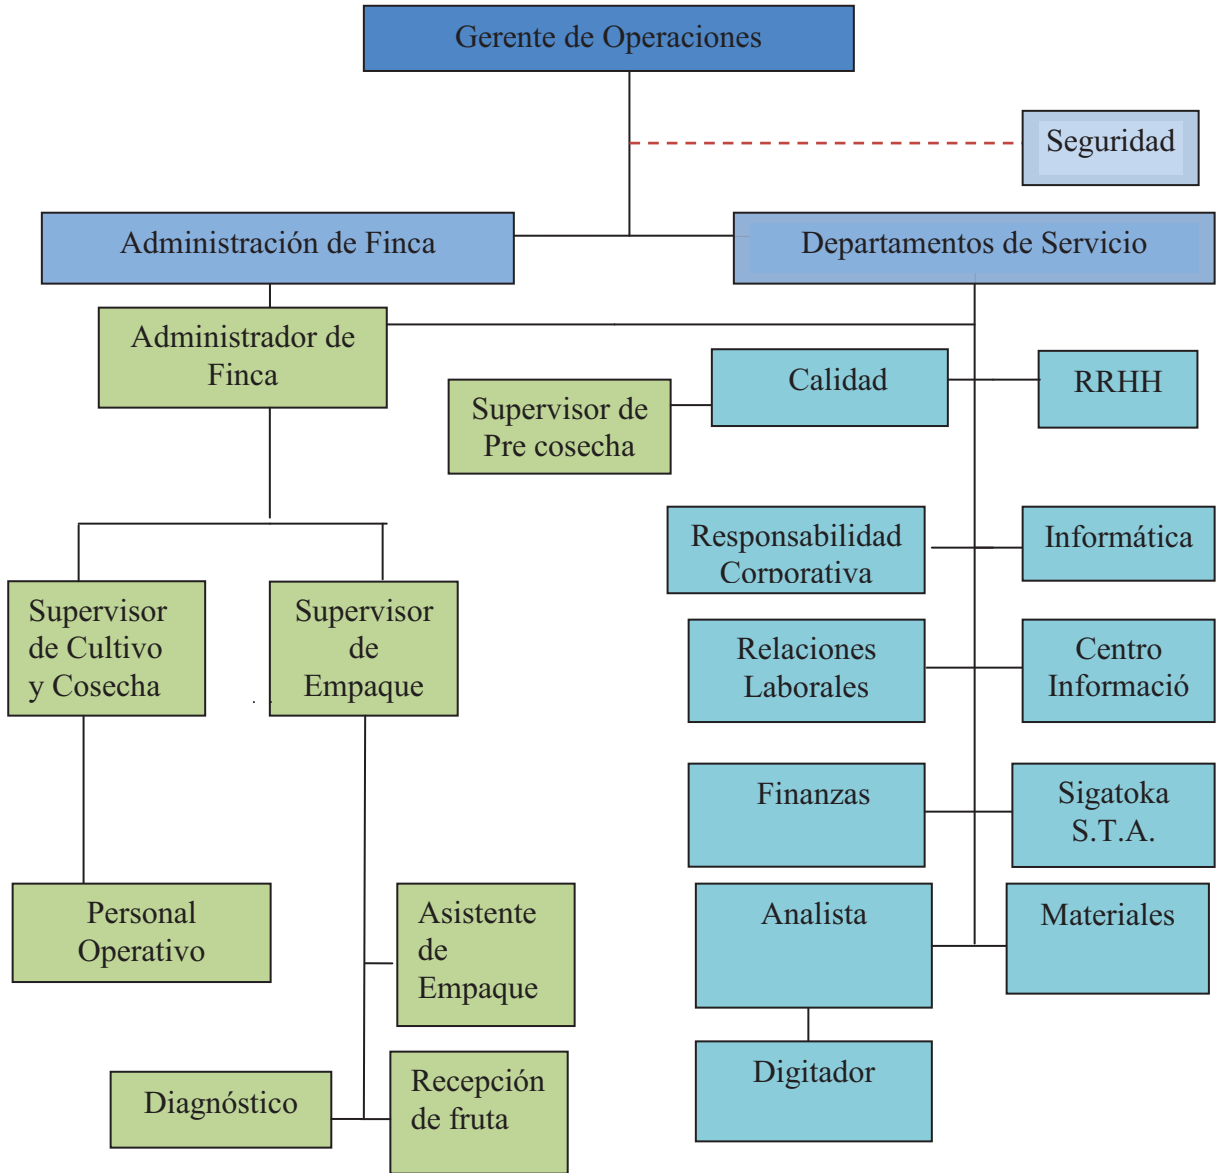 Gerente de Operaciones
Seguridad
Administración de Finca
Departamentos de Servicio
Administrador de
Finca
Calidad
RRHH
Supervisor de
Pre cosecha
Responsabilidad
Corporativa
Informática
Supervisor
de Cultivo
y Cosecha
Supervisor
de
Empaque
Relaciones
Laborales
Centro
Informació
Finanzas
Sigatoka
S.T.A.
Personal
Operativo
Asistente
de
Empaque
Analista
Materiales
Diagnóstico
Recepción
de fruta
Digitador